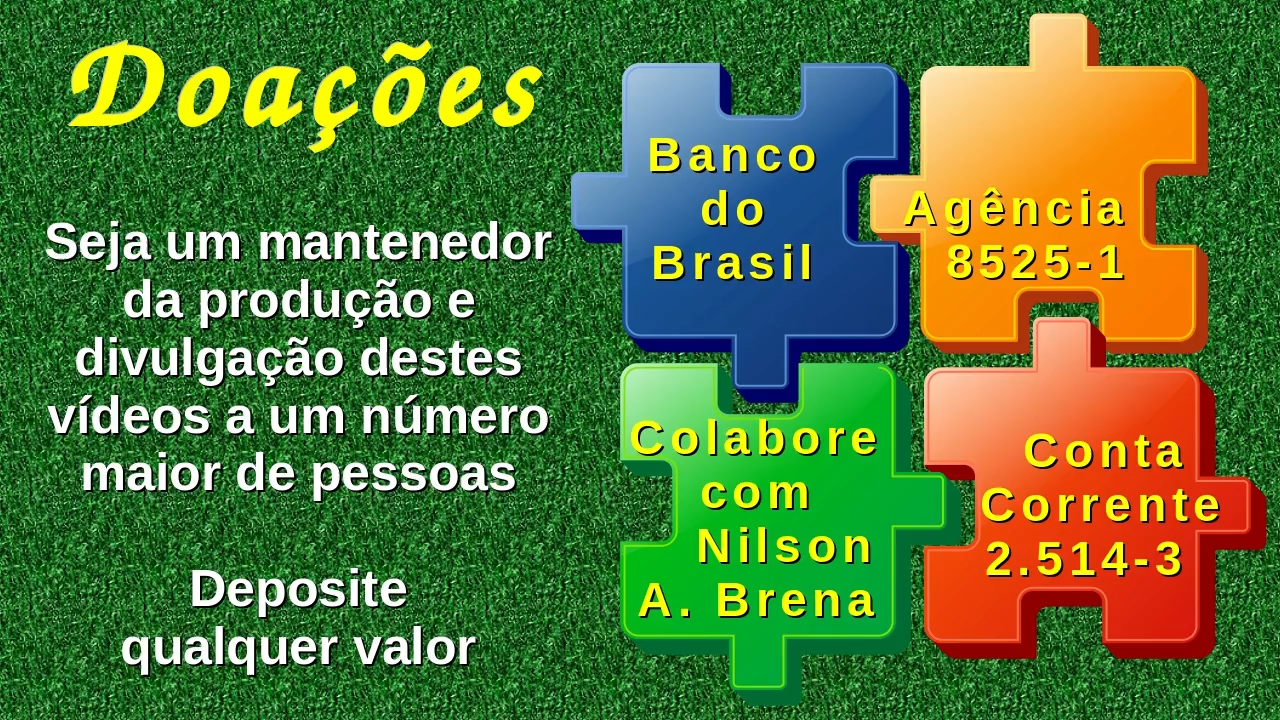 Doações
Seja um mantenedor
da produção e
divulgação destes
vídeos a um número
maior de pessoas
Deposite
qualquer valor
Banco
do
Brasil
Agência
8525-1
Colabore
com
Nilson
A. Brena
Conta
Corrente
2.514-3